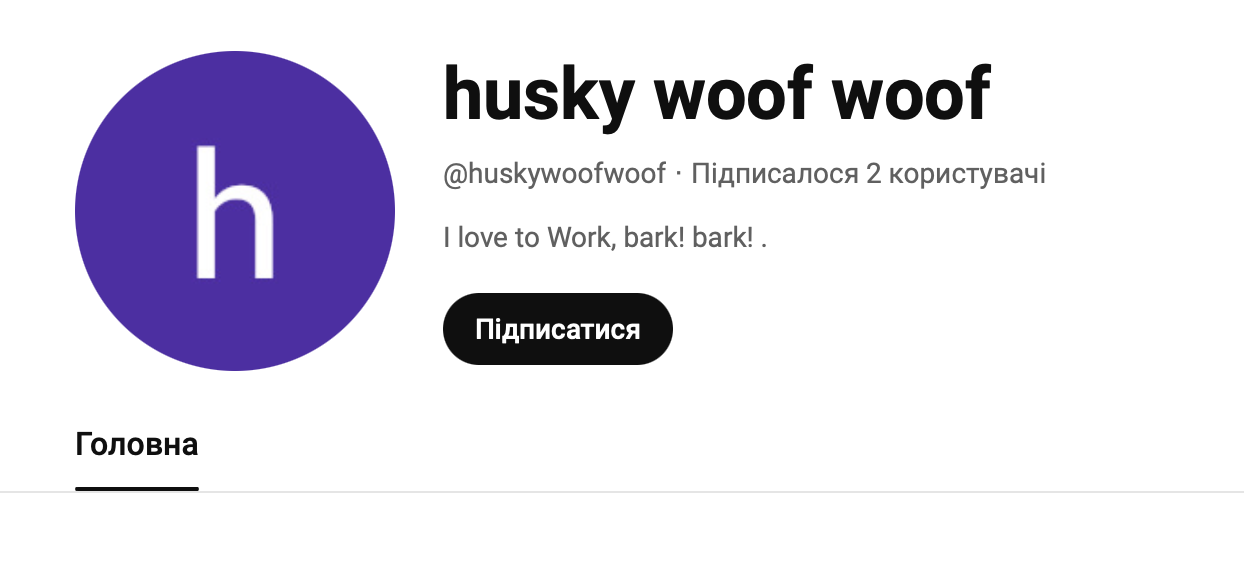 h
husky woof woof
@huskywoofwoof · Підписалося 2 користувачі
I love to Work, bark! bark! .
Підписатися
Головна